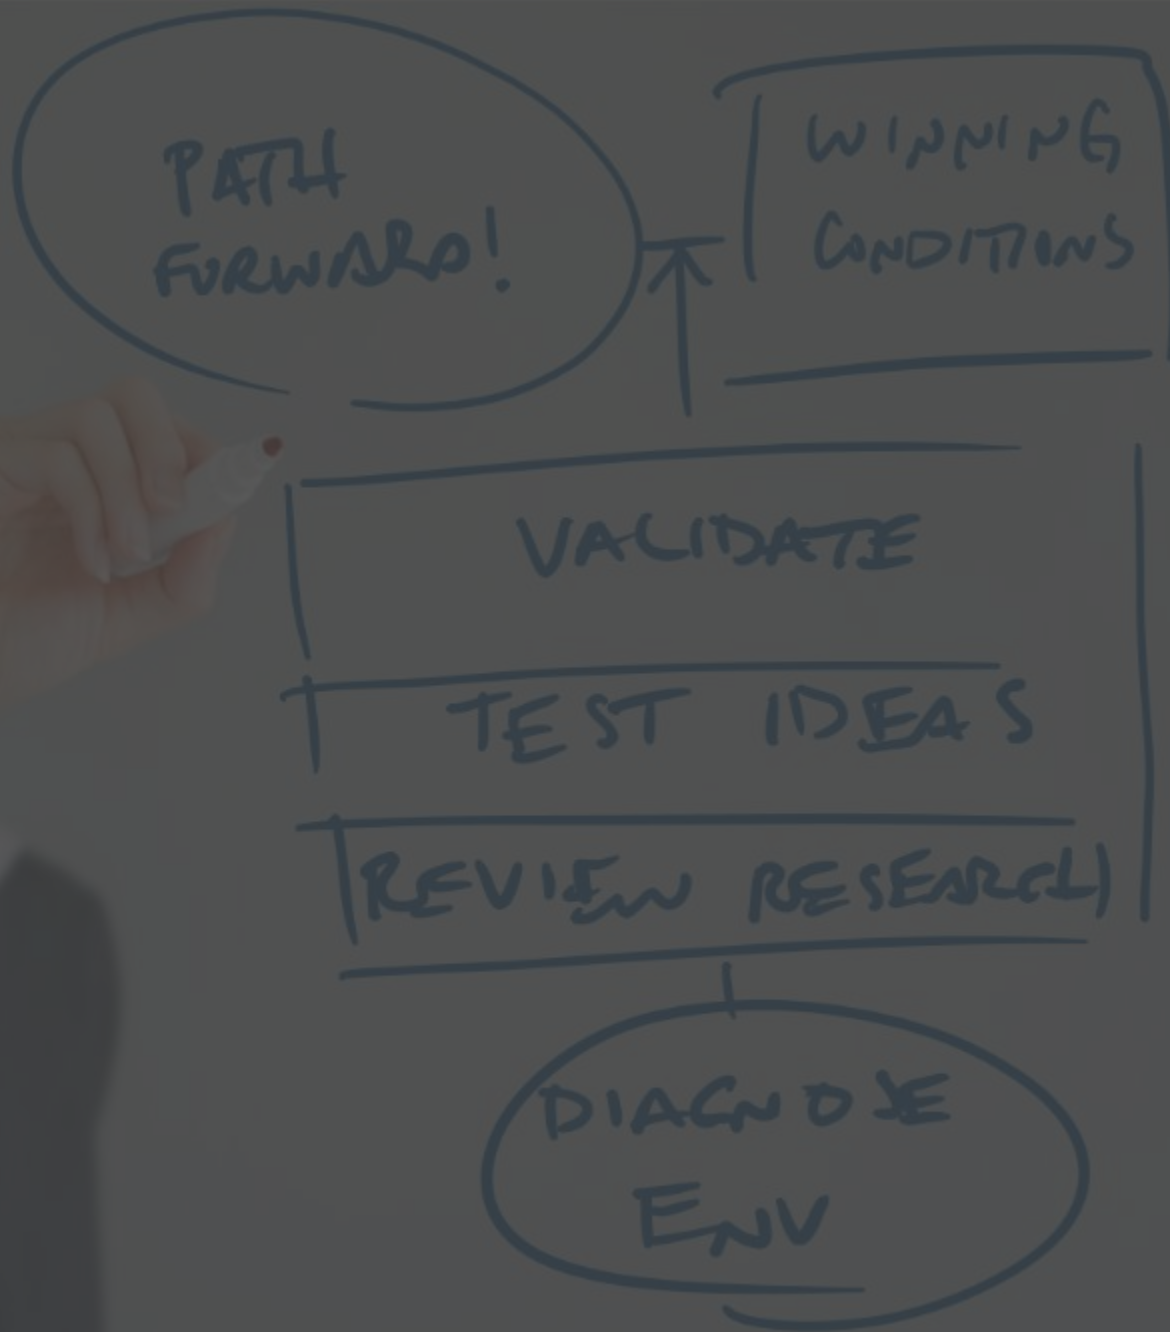 PATH
FORWARD!
WINNING
CONDITIONS
VALIDATE
TEST IDEAS
REVIEW RESEARCH
DIAGNOSE
ENV